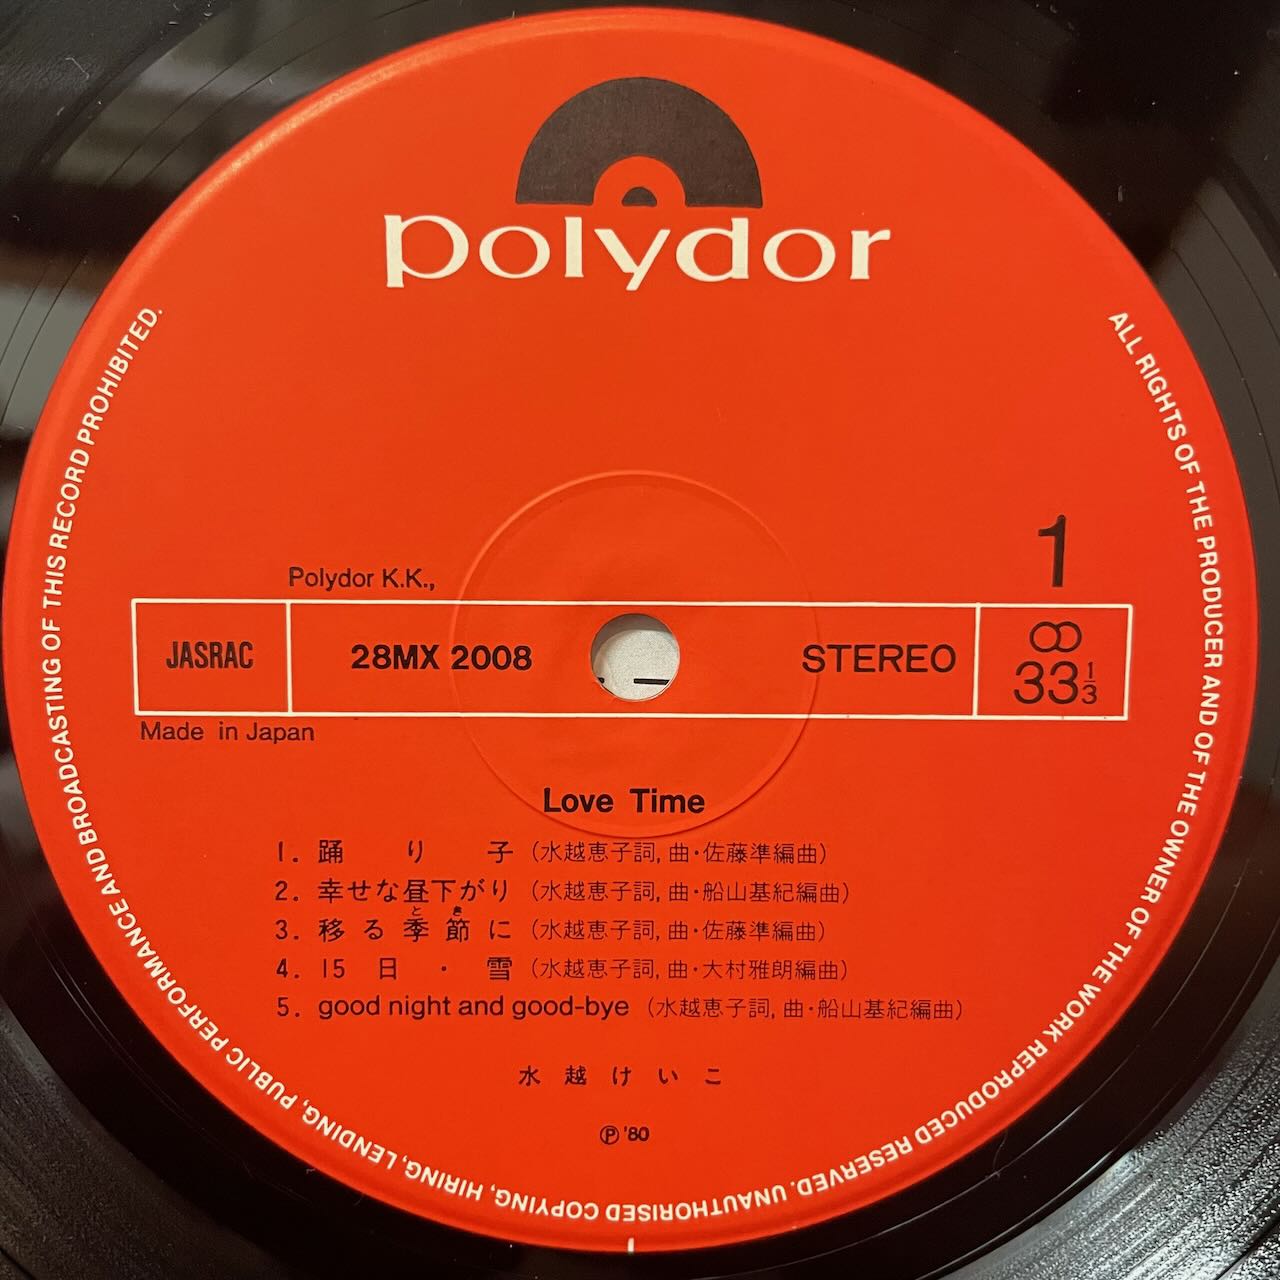 polydor
ALL RIGHTS OF THE PRODUCER AND OF THE OWNER OF THE WORK REPRODUCED RESERVED. UNAUTHORISED COPYING, HIRING, LENDING, PUBLIC PERFORMANCE AND BROADCASTING OF THIS RECORD PROHIBITED.
1
Polydor K.K.,
JASRAC 28MX 2008 STEREO 33 1/3
Made in Japan
Love Time
1. 踊り子 (水越恵子詞, 曲・佐藤準編曲)
2. 幸せな昼下がり (水越恵子詞, 曲・船山基紀編曲)
とき
3. 移る季節に (水越恵子詞, 曲・佐藤準編曲)
4. 15日・雪 (水越恵子詞, 曲・大村雅朗編曲)
5. good night and good-bye (水越恵子詞, 曲・船山基紀編曲)
水越けいこ
Ⓟ '80